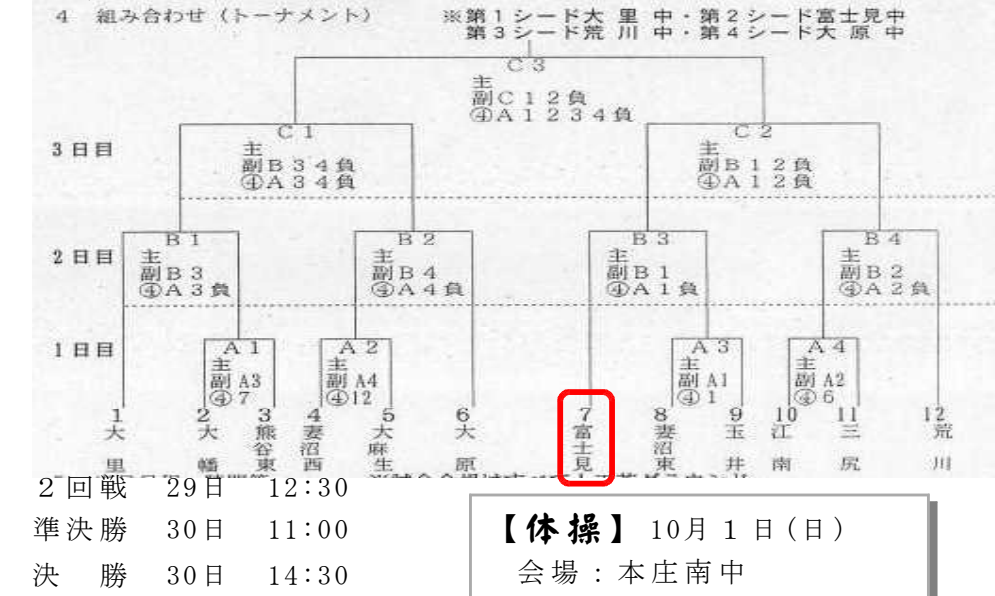 4 組み合わせ（トーナメント）　※第1シード大 里 中・第2シード富士見中
第3シード荒 川 中・第4シード大 原 中
C3
主
副C12負
④A1234負
C1 C2
3日目
主 主
副B34負 副B12負
④A34負 ④A12負
B1 B2 B3 B4
2日目
主 主 主 主
副B3 副B4 副B1 副B2
④A3負 ④A4負 ④A1負 ④A2負
1日目
A1 A2 A3 A4
主 主 主 主
副A3 副A4 副A1 副A2
④7 ④12 ④1 ④6
1 2 3 4 5 6 7 8 9 10 11 12
大里 大幡 熊谷東 妻沼西 大麻生 大原 富士見 妻沼東 玉井 江南 三尻 荒川
2回戦　29日　12:30
準決勝　30日　11:00
決　勝　30日　14:30
【体操】 10月1日(日)
会場：本庄南中